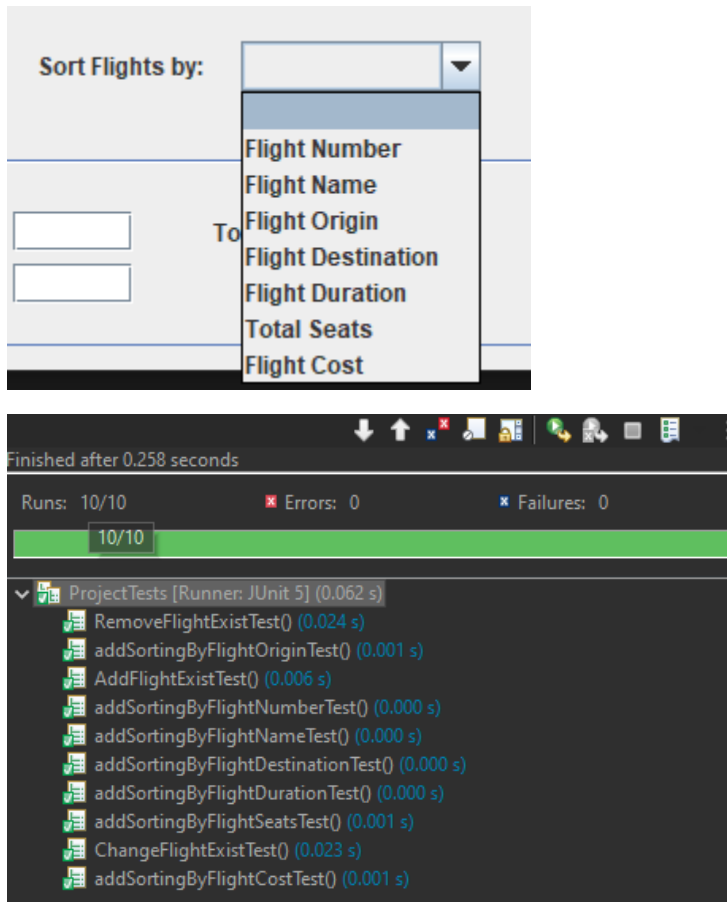 Sort Flights by:
Flight Number
Flight Name
Flight Origin
To
Flight Destination
Flight Duration
Total Seats
Flight Cost
Finished after 0.258 seconds
Runs: 10/10 Errors: 0 Failures: 0
10/10
ProjectTests [Runner: JUnit 5] (0.062 s)
RemoveFlightExistTest() (0.024 s)
addSortingByFlightOriginTest() (0.001 s)
AddFlightExistTest() (0.006 s)
addSortingByFlightNumberTest() (0.000 s)
addSortingByFlightNameTest() (0.000 s)
addSortingByFlightDestinationTest() (0.000 s)
addSortingByFlightDurationTest() (0.000 s)
addSortingByFlightSeatsTest() (0.001 s)
ChangeFlightExistTest() (0.023 s)
addSortingByFlightCostTest() (0.001 s)